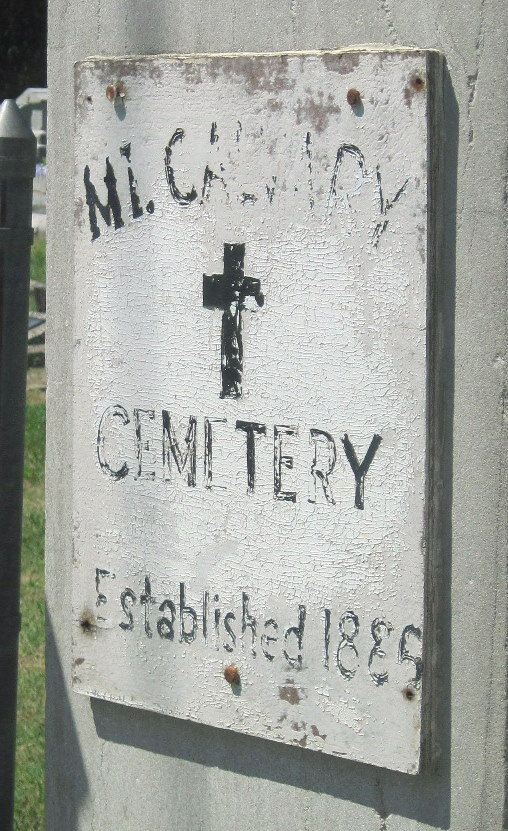 MT. CALVARY
CEMETERY
Established 1885